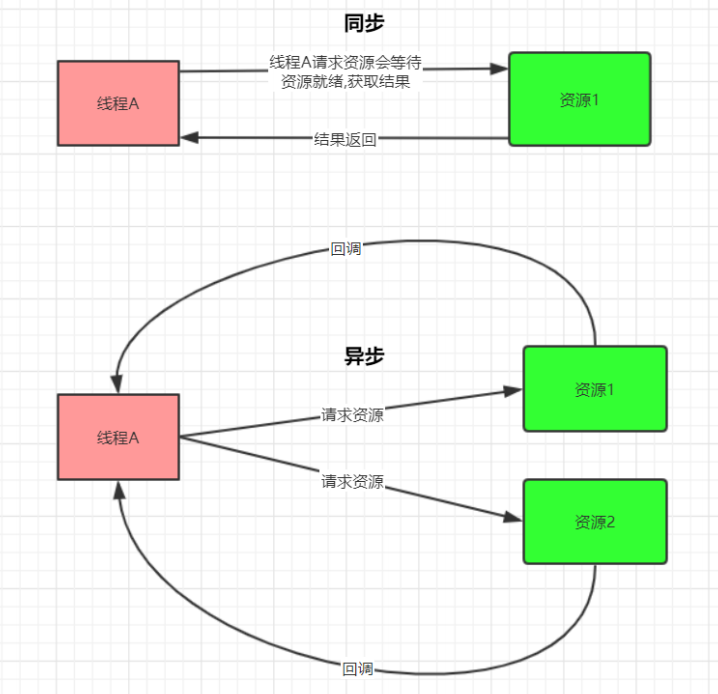 同步
线程A请求资源会等待
资源就绪,获取结果
线程A
资源1
结果返回
回调
异步
资源1
请求资源
线程A
请求资源
资源2
回调